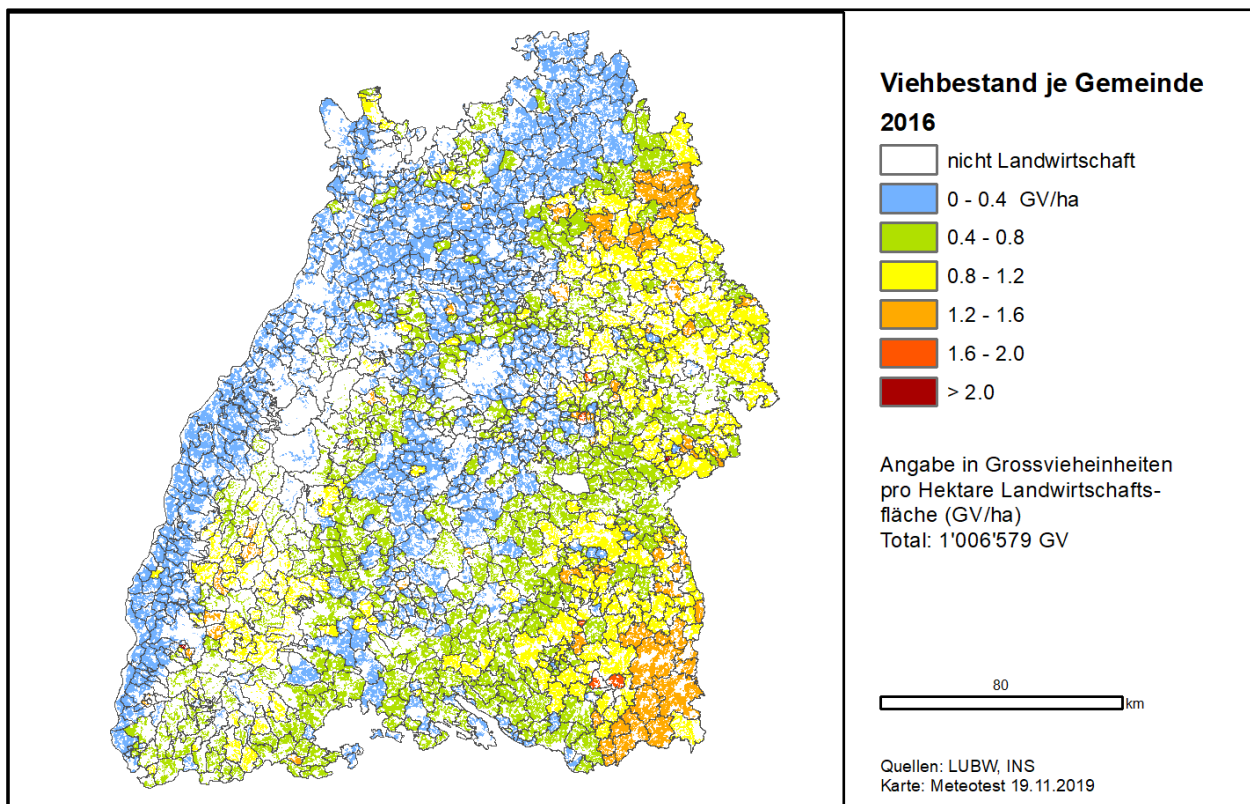 Viehbestand je Gemeinde
2016
nicht Landwirtschaft
0 - 0.4 GV/ha
0.4 - 0.8
0.8 - 1.2
1.2 - 1.6
1.6 - 2.0
> 2.0
Angabe in Grossvieheinheiten
pro Hektare Landwirtschafts-
fläche (GV/ha)
Total: 1'006'579 GV
80
km
Quellen: LUBW, INS
Karte: Meteotest 19.11.2019